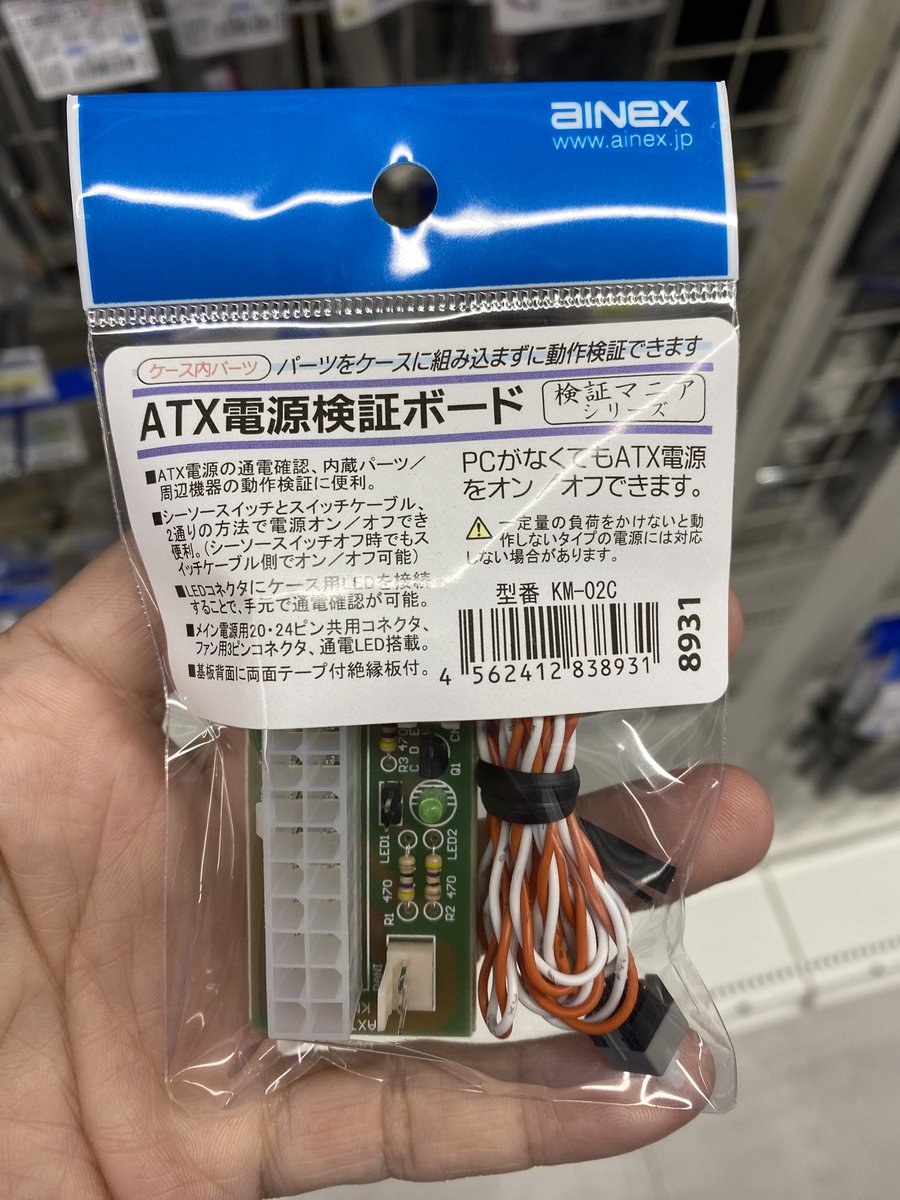 AINEX
www.ainex.jp
ケース内パーツ パーツをケースに組み込まずに動作検証できます
ATX電源検証ボード
検証マニア
シリーズ
■ATX電源の通電確認、内蔵パーツ／
周辺機器の動作検証に便利。
■シーソースイッチとスイッチケーブル、
2通りの方法で電源オン／オフでき
便利。(シーソースイッチオフ時でもス
イッチケーブル側でオン／オフ可能)
■LEDコネクタにケース用LEDを接続
することで、手元で通電確認が可能。
■メイン電源用20・24ピン共用コネクタ、
ファン用3ピンコネクタ、通電LED搭載。
■基板背面に両面テープ付絶縁板付。
PCがなくてもATX電源
をオン／オフできます。
一定量の負荷をかけないと動
作しないタイプの電源には対応
しない場合があります。
型番 KM-02C
4 562412 838931
8931
R3 470
C D E
Q1
CN
LED1
LED2
R1 470
R2 470